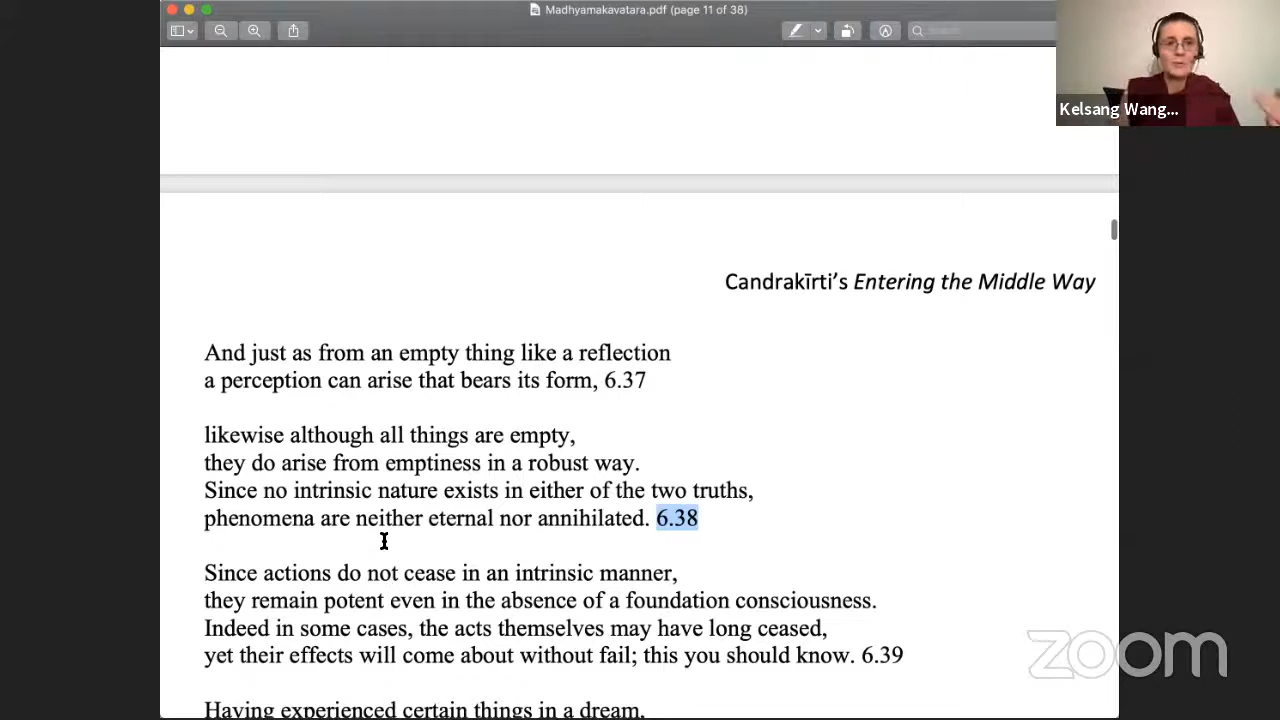 Madhyamakavatara.pdf (page 11 of 38)
Kelsang Wang...
Candrakīrti's Entering the Middle Way
And just as from an empty thing like a reflection
a perception can arise that bears its form, 6.37
likewise although all things are empty,
they do arise from emptiness in a robust way.
Since no intrinsic nature exists in either of the two truths,
phenomena are neither eternal nor annihilated. 6.38
Since actions do not cease in an intrinsic manner,
they remain potent even in the absence of a foundation consciousness.
Indeed in some cases, the acts themselves may have long ceased,
yet their effects will come about without fail; this you should know. 6.39
Having experienced certain things in a dream,
zoom